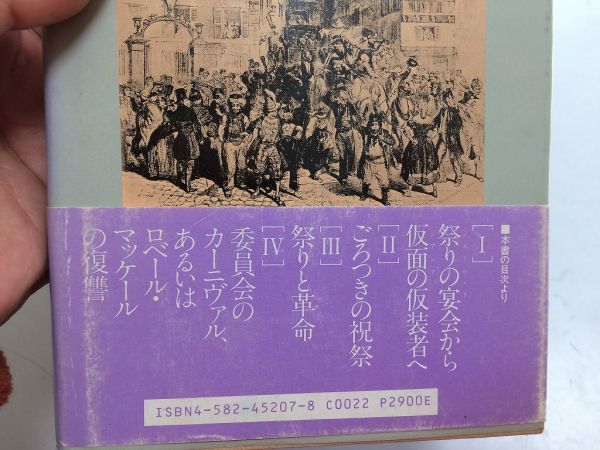 ■本書の目次より
[Ⅰ]
祭りの宴会から
仮面の仮装者へ
[Ⅱ]
ごろつきの祝祭
[Ⅲ]
祭りと革命
[Ⅳ]
委員会の
カーニヴァル、
あるいは
ロベール・
マッケール
の復讐
ISBN4-582-45207-8 C0022 P2900E